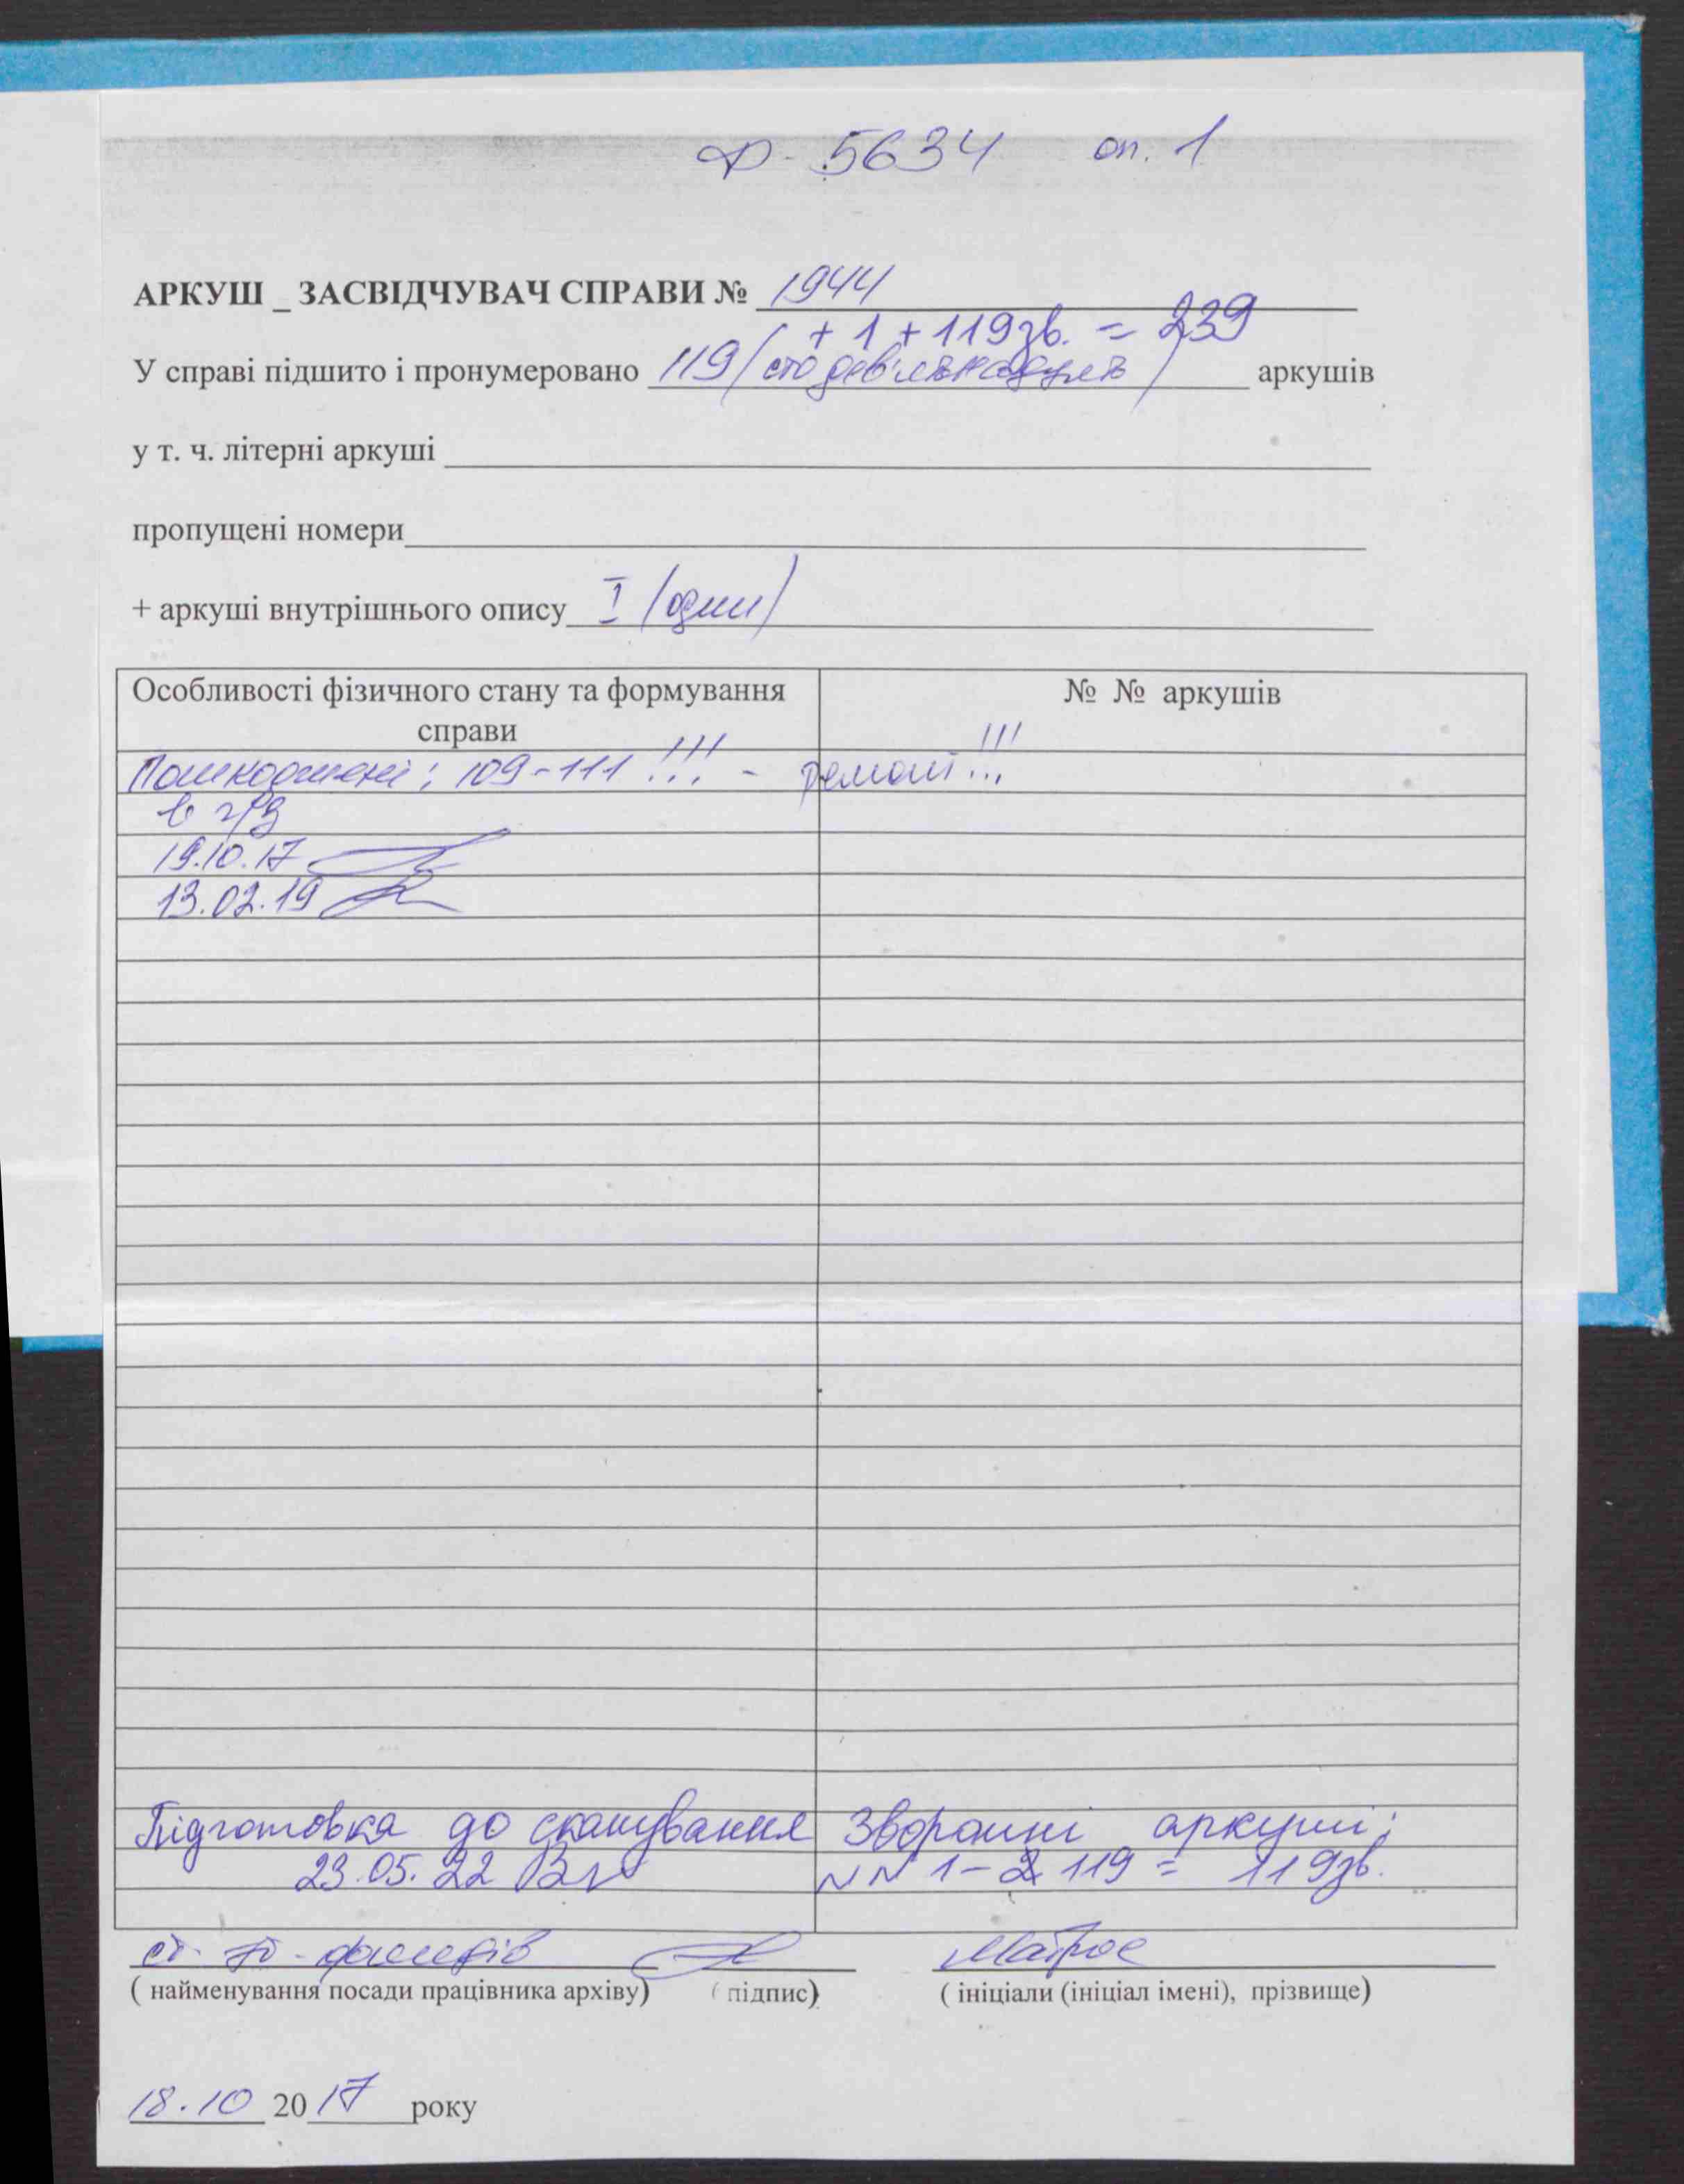 ф. 5634 оп. 1
АРКУШ _ ЗАСВІДЧУВАЧ СПРАВИ № 1944
+ 1 + 119зв. = 239
У справі підшито і пронумеровано 119 (сто дев'ятнадцять) аркушів
у т. ч. літерні аркуші
пропущені номери
+ аркуші внутрішнього опису I (один)
Особливості фізичного стану та формування справи
№ № аркушів
Пошкоджені: 109-111 !!! - ремонт!!!
!!!
в ч/з
19.10.17
13.02.19
Підготовка до сканування Зворотні аркуші:
23.05.22 NN 1- 119 = 119зв.
ст. Матрос
( найменування посади працівника архіву) ( підпис) ( ініціали (ініціал імені), прізвище)
18.10 2017 року